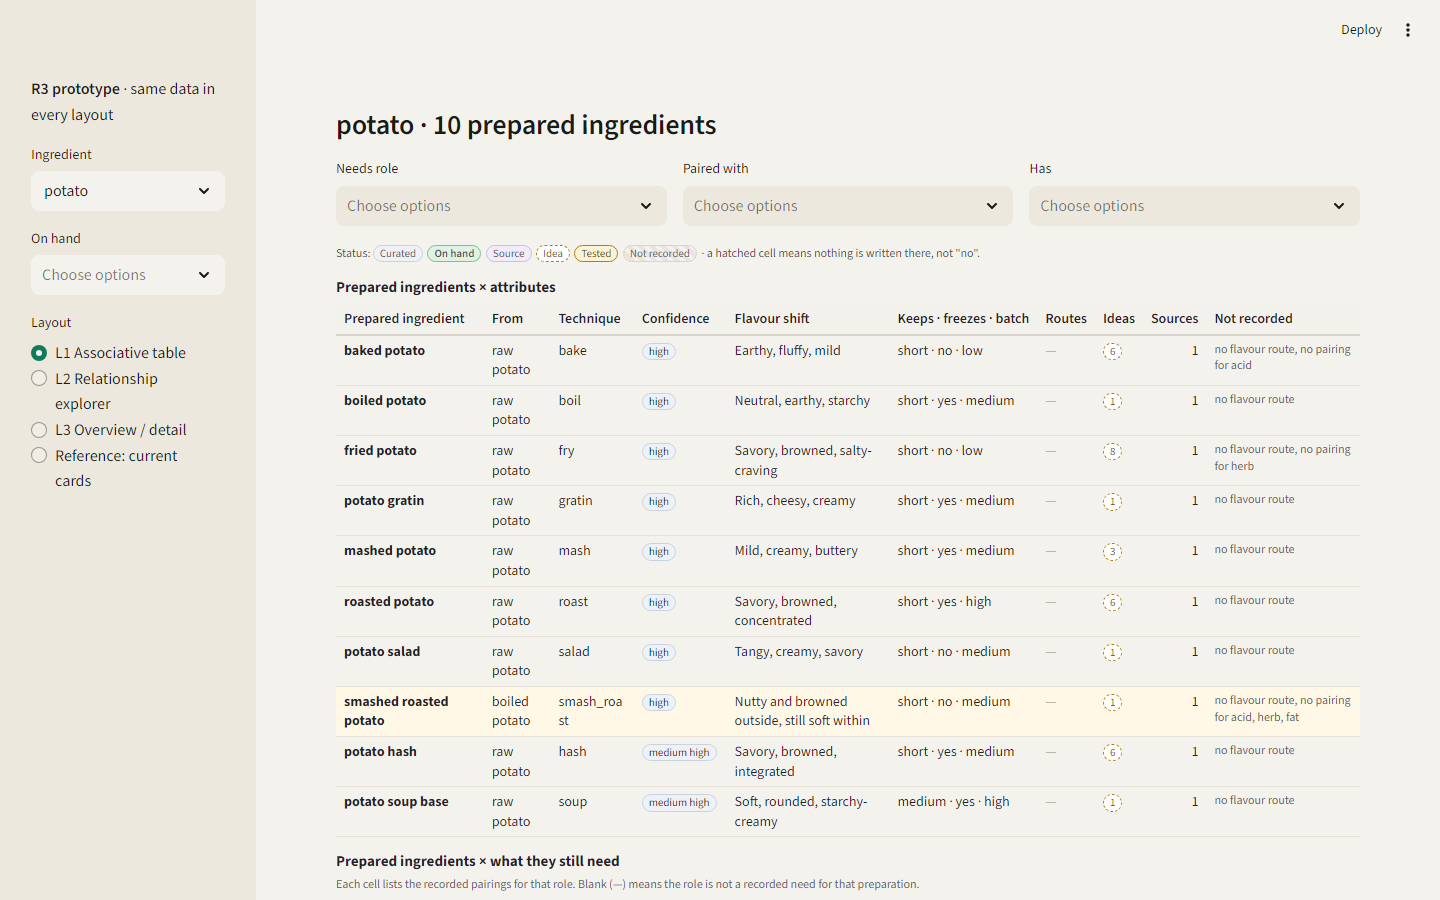 Deploy
R3 prototype · same data in
every layout
Ingredient
potato
On hand
Choose options
Layout
L1 Associative table
L2 Relationship
explorer
L3 Overview / detail
Reference: current
cards
potato · 10 prepared ingredients
Needs role Paired with Has
Choose options Choose options Choose options
Status: Curated On hand Source Idea Tested Not recorded · a hatched cell means nothing is written there, not "no".
Prepared ingredients × attributes
Prepared ingredient From Technique Confidence Flavour shift Keeps · freezes · batch Routes Ideas Sources Not recorded
baked potato raw bake high Earthy, fluffy, mild short · no · low — 6 1 no flavour route, no pairing
potato for acid
boiled potato raw boil high Neutral, earthy, starchy short · yes · medium — 1 1 no flavour route
potato
fried potato raw fry high Savory, browned, salty- short · no · low — 8 1 no flavour route, no pairing
potato craving for herb
potato gratin raw gratin high Rich, cheesy, creamy short · yes · medium — 1 1 no flavour route
potato
mashed potato raw mash high Mild, creamy, buttery short · yes · medium — 3 1 no flavour route
potato
roasted potato raw roast high Savory, browned, short · yes · high — 6 1 no flavour route
potato concentrated
potato salad raw salad high Tangy, creamy, savory short · no · medium — 1 1 no flavour route
potato
smashed roasted boiled smash_roa high Nutty and browned short · no · medium — 1 1 no flavour route, no pairing
potato potato st outside, still soft within for acid, herb, fat
potato hash raw hash medium high Savory, browned, short · yes · medium — 6 1 no flavour route
potato integrated
potato soup base raw soup medium high Soft, rounded, starchy- medium · yes · high — 1 1 no flavour route
potato creamy
Prepared ingredients × what they still need
Each cell lists the recorded pairings for that role. Blank (—) means the role is not a recorded need for that preparation.